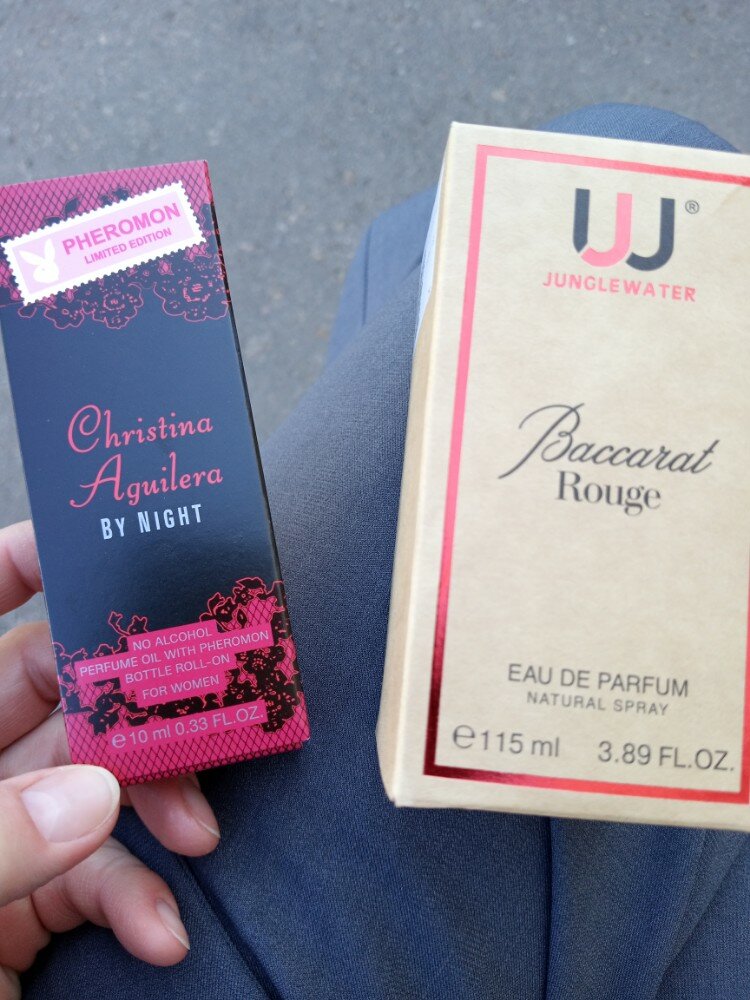 PHEROMON
LIMITED EDITION
Christina
Aguilera
BY NIGHT
NO ALCOHOL
PERFUME OIL WITH PHEROMON
BOTTLE ROLL-ON
FOR WOMEN
e 10 ml 0.33 FL.OZ.
UJ®
JUNGLEWATER
Baccarat
Rouge
EAU DE PARFUM
NATURAL SPRAY
e 115 ml 3.89 FL.OZ.